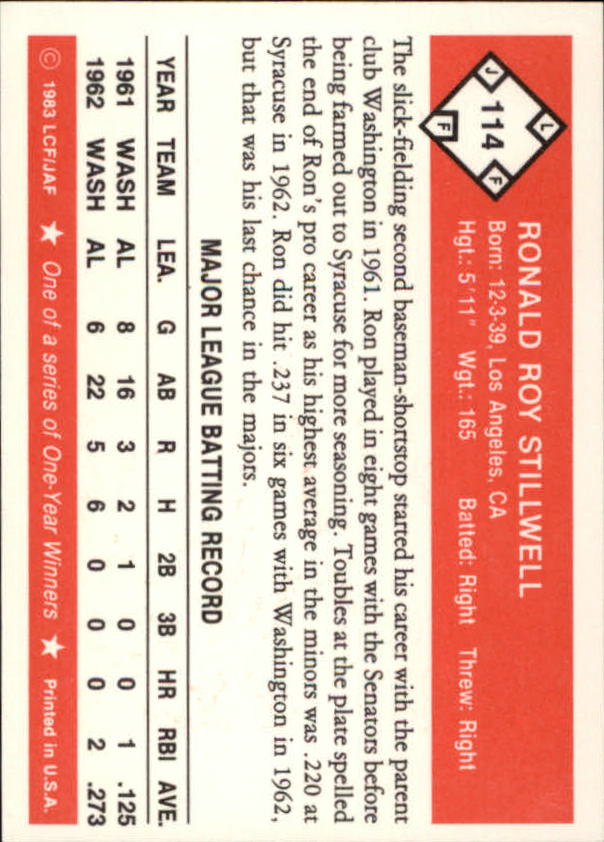 L
J 114 F
F
RONALD ROY STILLWELL
Born: 12-3-39, Los Angeles, CA
Hgt.: 5'11" Wgt.: 165 Batted: Right Threw: Right
The slick-fielding second baseman-shortstop started his career with the parent
club Washington in 1961. Ron played in eight games with the Senators before
being farmed out to Syracuse for more seasoning. Toubles at the plate spelled
the end of Ron's pro career as his highest average in the minors was .220 at
Syracuse in 1962. Ron did hit .237 in six games with Washington in 1962,
but that was his last chance in the majors.
MAJOR LEAGUE BATTING RECORD
YEAR TEAM LEA. G AB R H 2B 3B HR RBI AVE.
1961 WASH AL 8 16 3 2 1 0 0 1 .125
1962 WASH AL 6 22 5 6 0 0 0 2 .273
© 1983 LCF/JAF ★ One of a series of One-Year Winners ★ Printed in U.S.A.